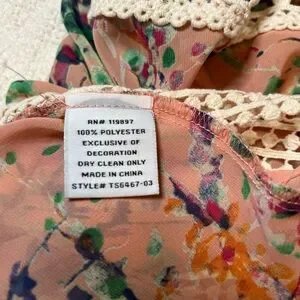 RN# 119897
100% POLYESTER
EXCLUSIVE OF
DECORATION
DRY CLEAN ONLY
MADE IN CHINA
STYLE# TS6467-03